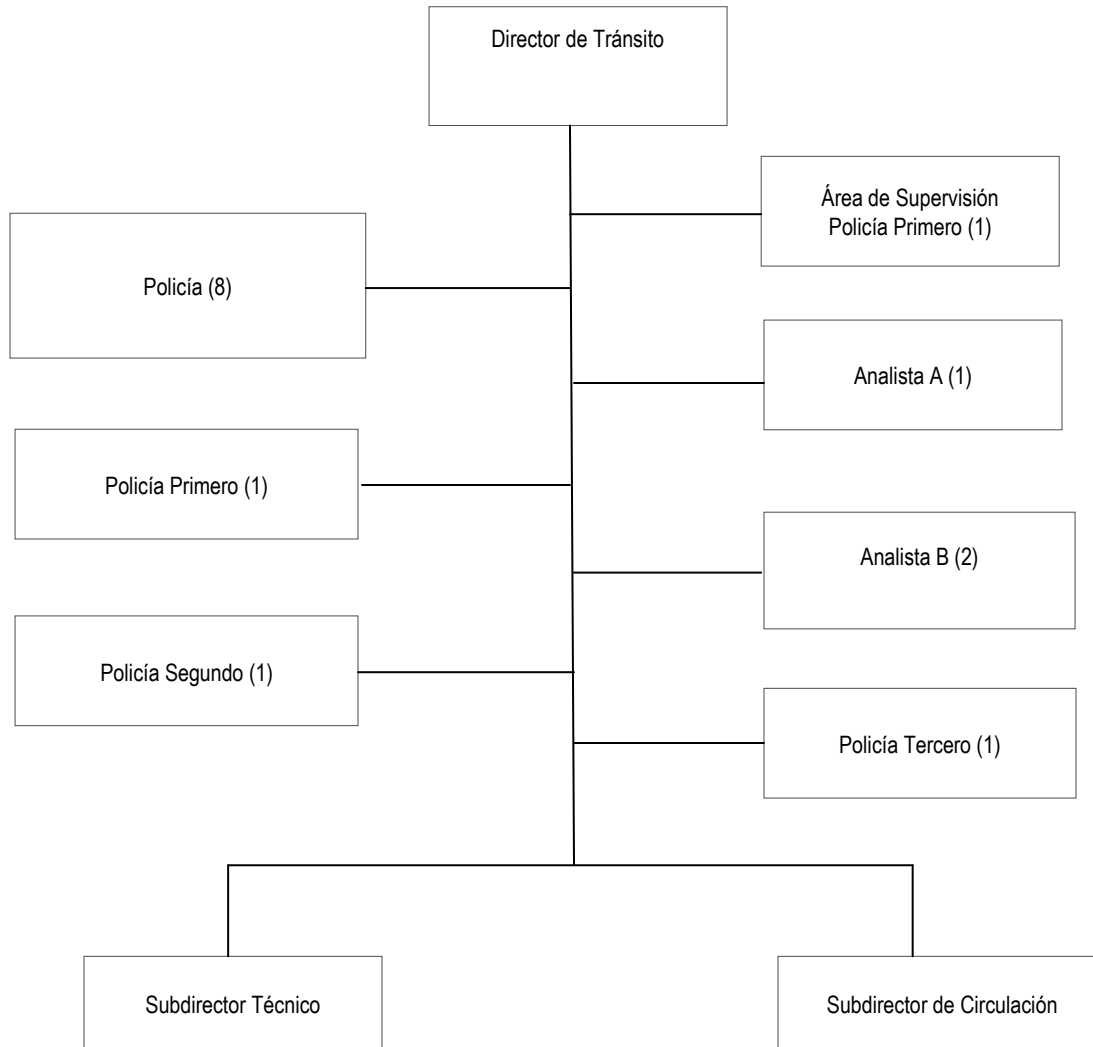 Director de Tránsito
Área de Supervisión
Policía Primero (1)
Policía (8)
Analista A (1)
Policía Primero (1)
Analista B (2)
Policía Segundo (1)
Policía Tercero (1)
Subdirector Técnico
Subdirector de Circulación